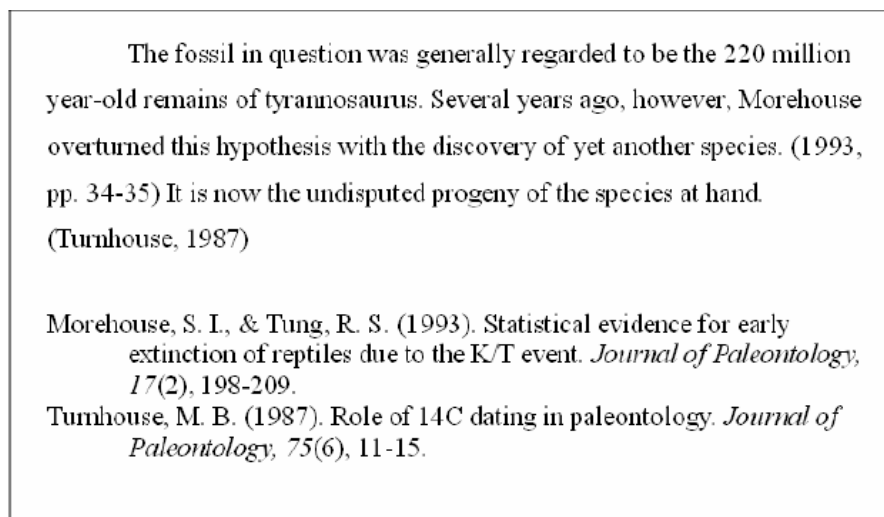 The fossil in question was generally regarded to be the 220 million
year-old remains of tyrannosaurus. Several years ago, however, Morehouse
overturned this hypothesis with the discovery of yet another species. (1993,
pp. 34-35) It is now the undisputed progeny of the species at hand.
(Turnhouse, 1987)
Morehouse, S. I., & Tung, R. S. (1993). Statistical evidence for early
extinction of reptiles due to the K/T event. Journal of Paleontology,
17(2), 198-209.
Turnhouse, M. B. (1987). Role of 14C dating in paleontology. Journal of
Paleontology, 75(6), 11-15.